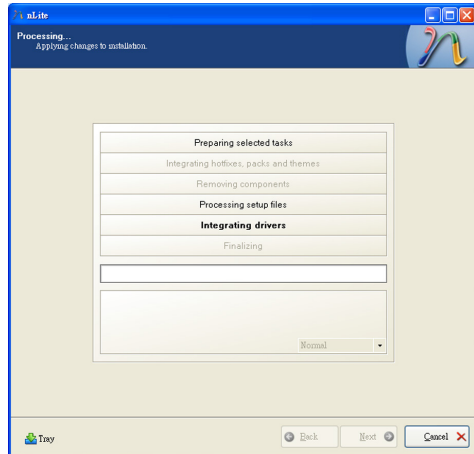 nLite
Processing...
Applying changes to installation.
Preparing selected tasks
Integrating hotfixes, packs and themes
Removing components
Processing setup files
Integrating drivers
Finalizing
Normal
Tray
Back
Next
Cancel